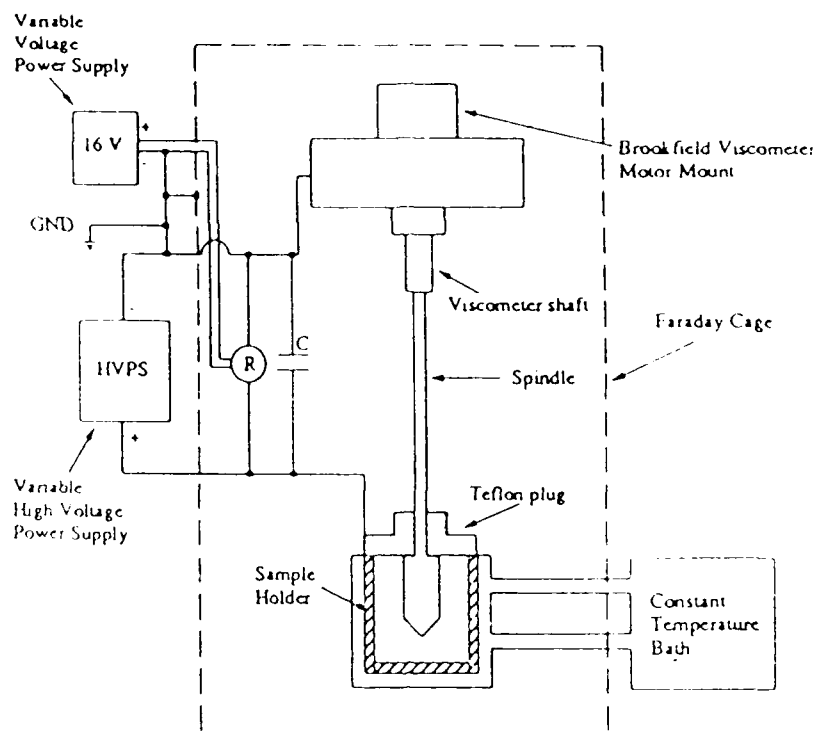 Variable
Voltage
Power Supply
+
16 V
-
GND
HVPS
+
Variable
High Voltage
Power Supply
R
C
Brookfield Viscometer
Motor Mount
Viscometer shaft
Faraday Cage
Spindle
Teflon plug
Sample
Holder
Constant
Temperature
Bath